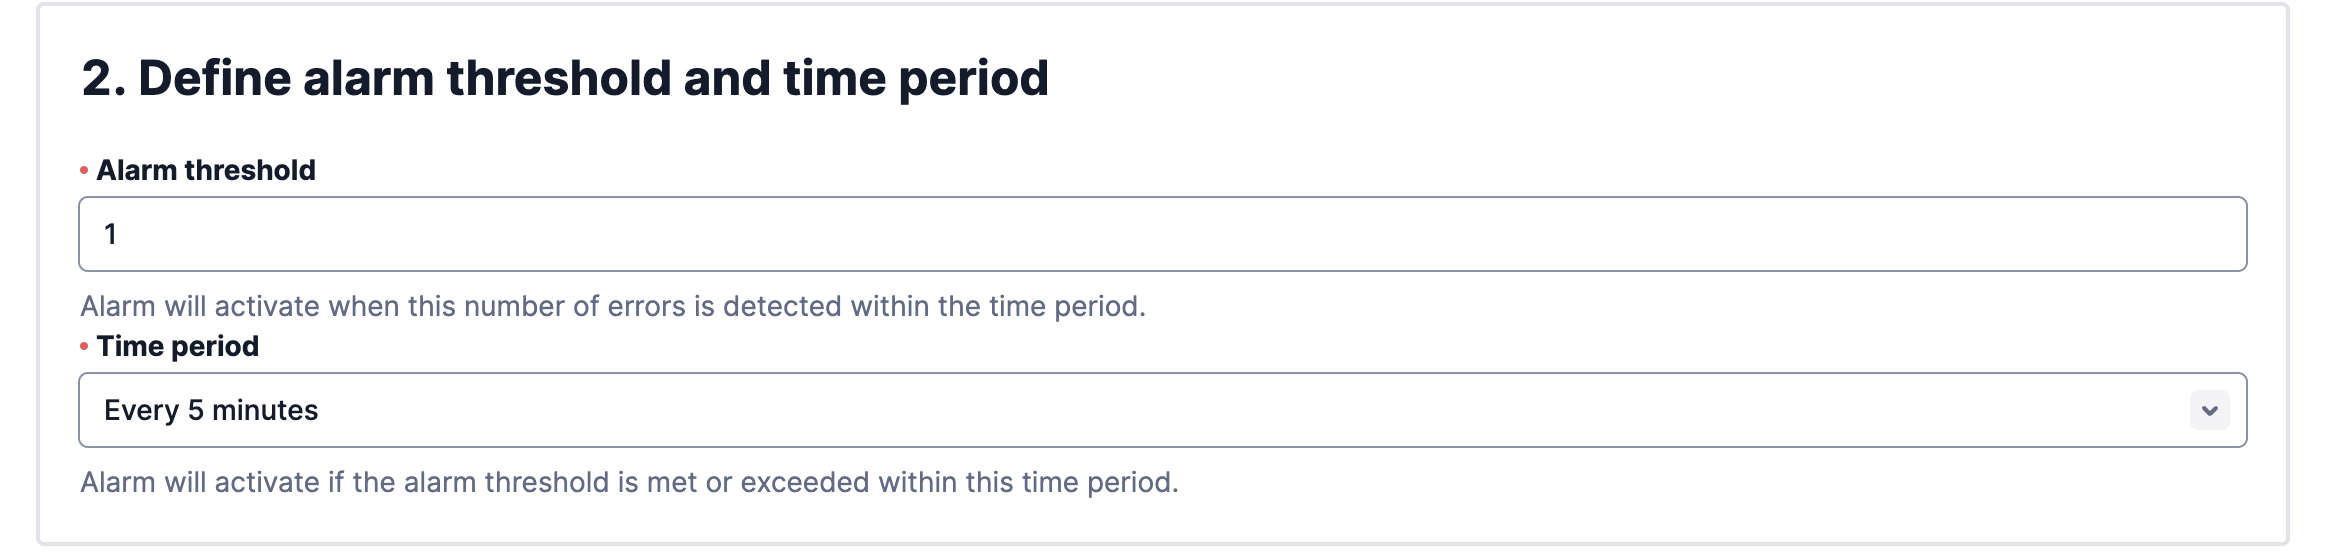 2. Define alarm threshold and time period
• Alarm threshold
1
Alarm will activate when this number of errors is detected within the time period.
• Time period
Every 5 minutes
Alarm will activate if the alarm threshold is met or exceeded within this time period.